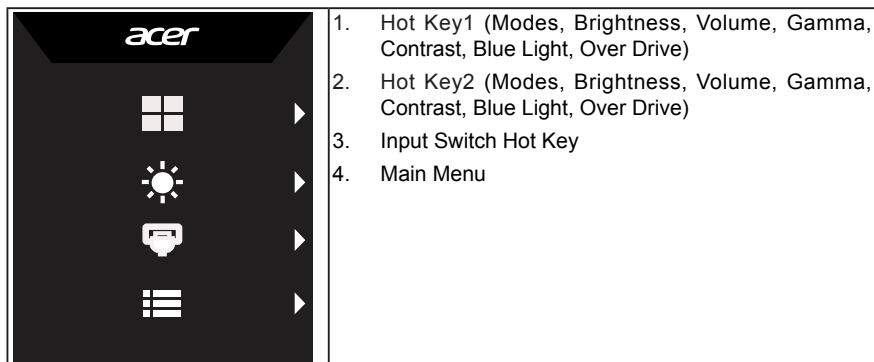 acer
1. Hot Key1 (Modes, Brightness, Volume, Gamma,
Contrast, Blue Light, Over Drive)
2. Hot Key2 (Modes, Brightness, Volume, Gamma,
Contrast, Blue Light, Over Drive)
3. Input Switch Hot Key
4. Main Menu